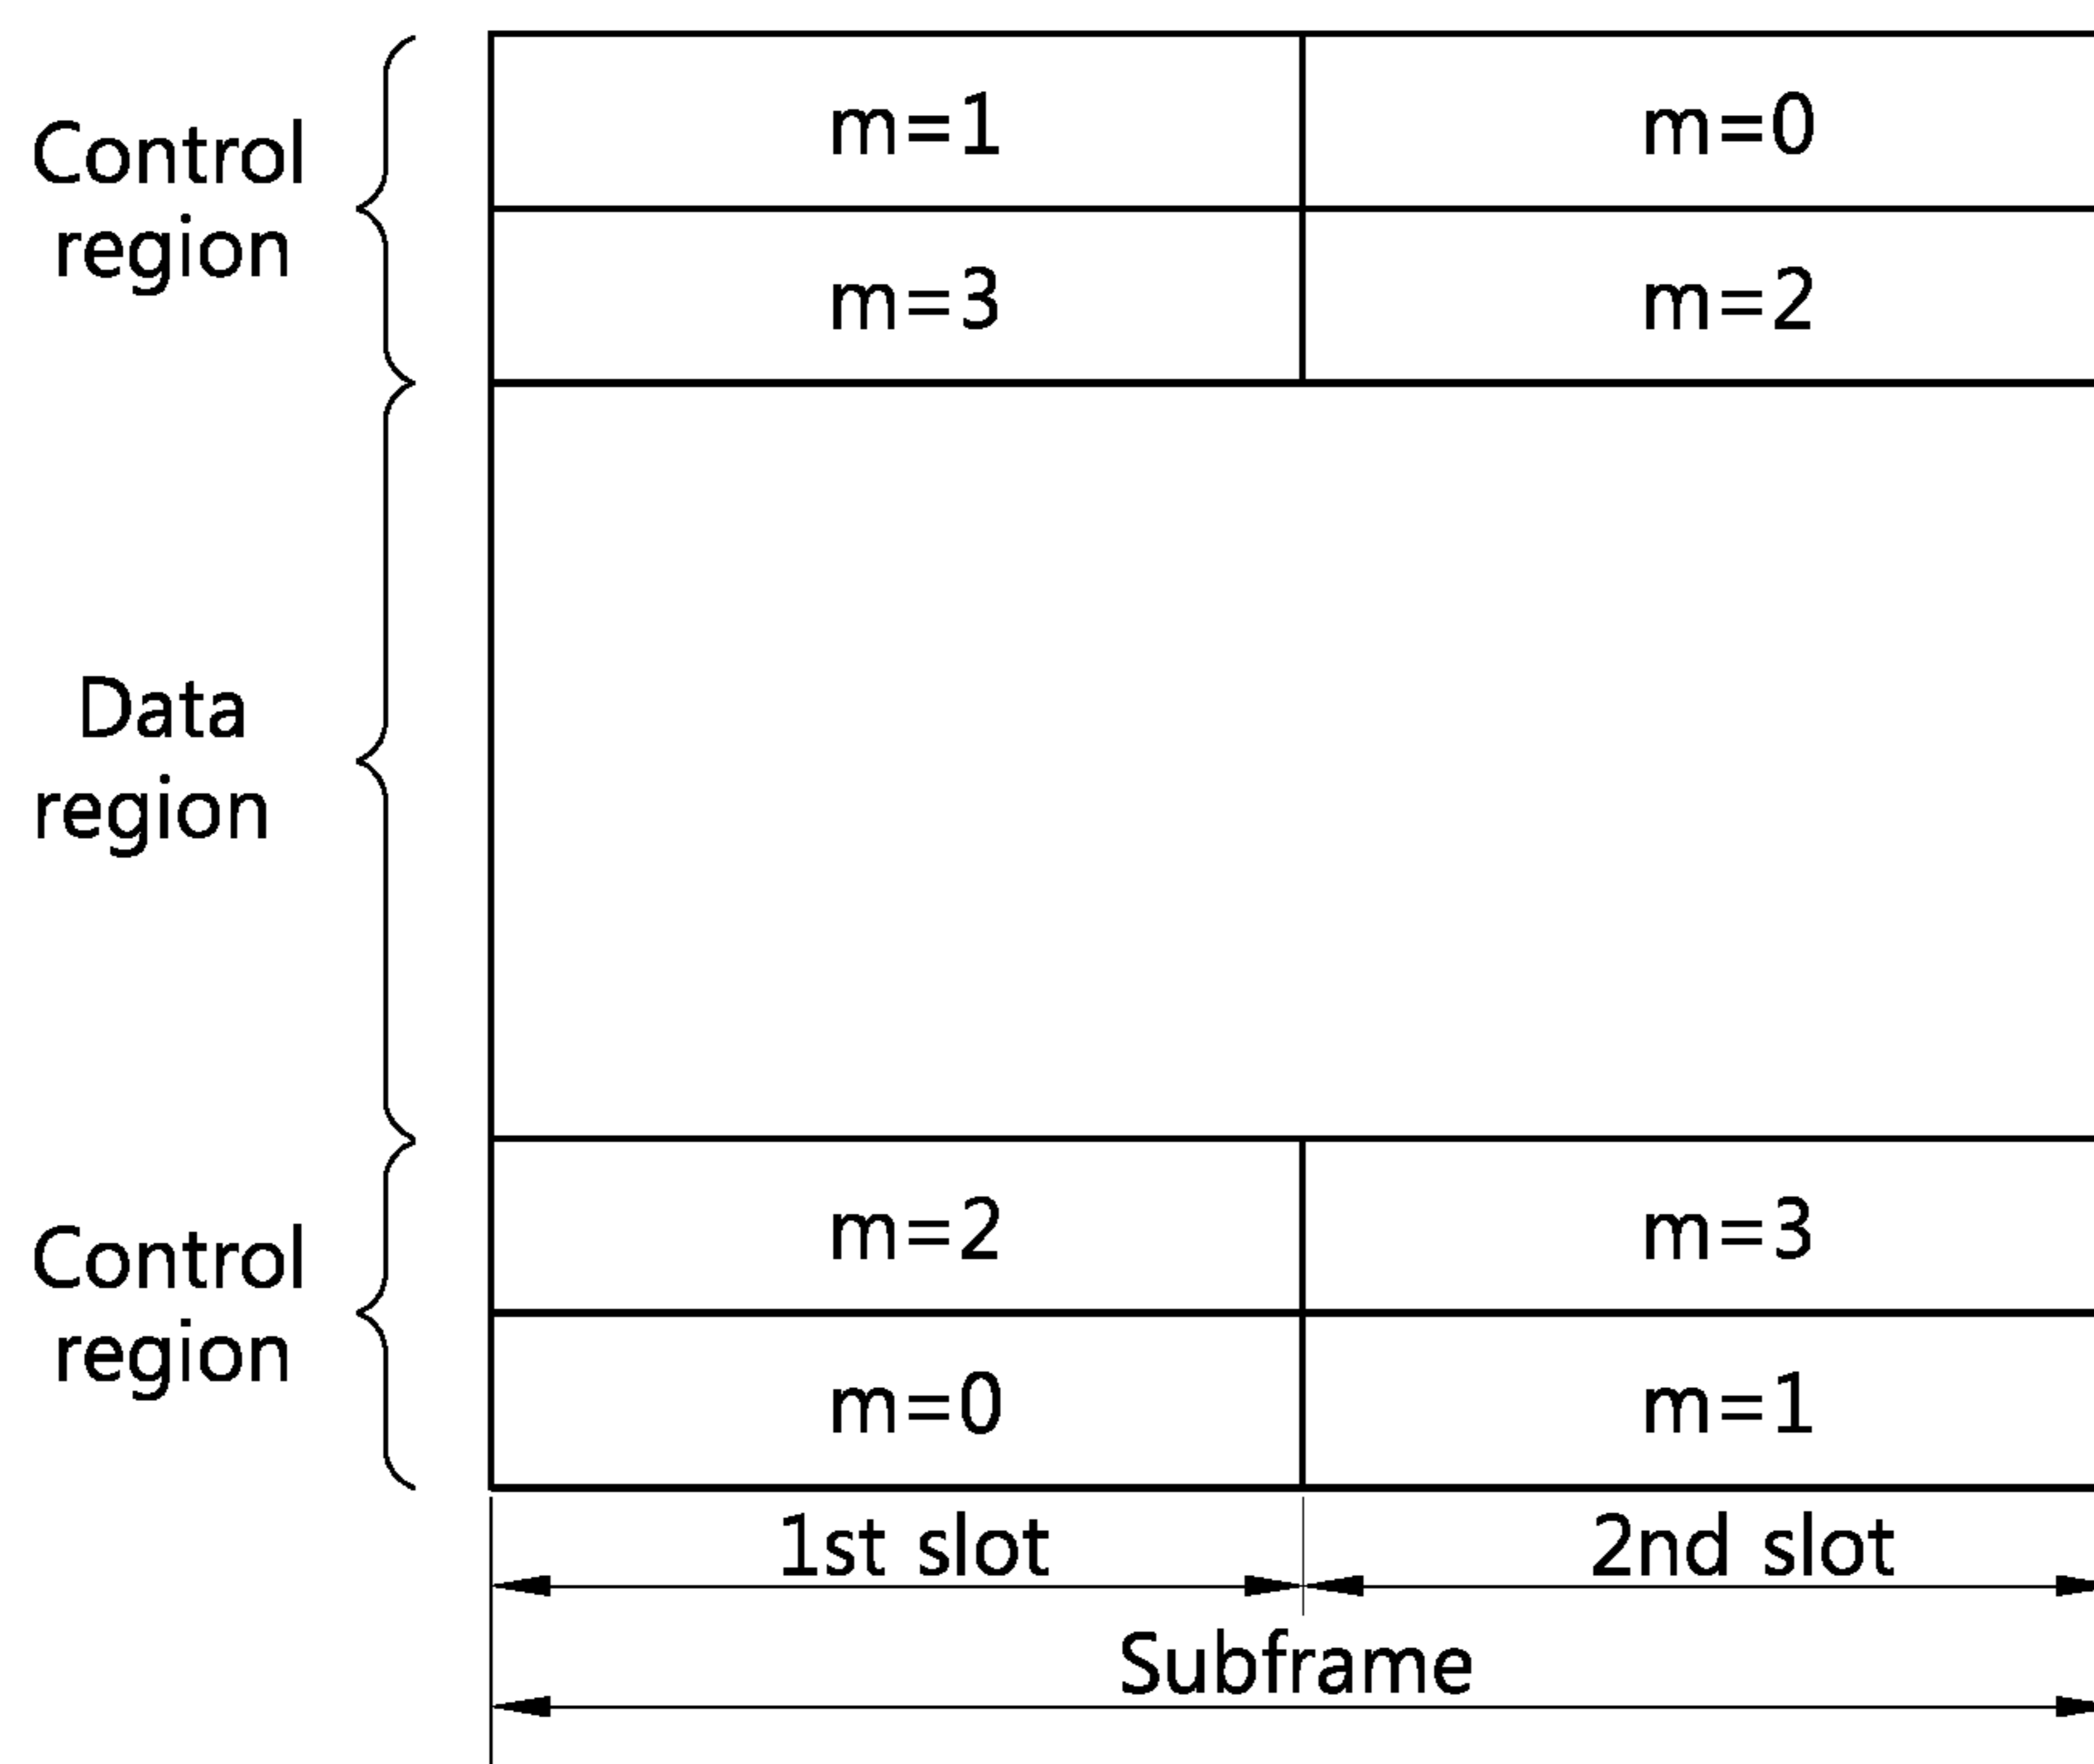 Control
region
m=1 m=0
m=3 m=2
Data
region
Control
region
m=2 m=3
m=0 m=1
1st slot 2nd slot
Subframe